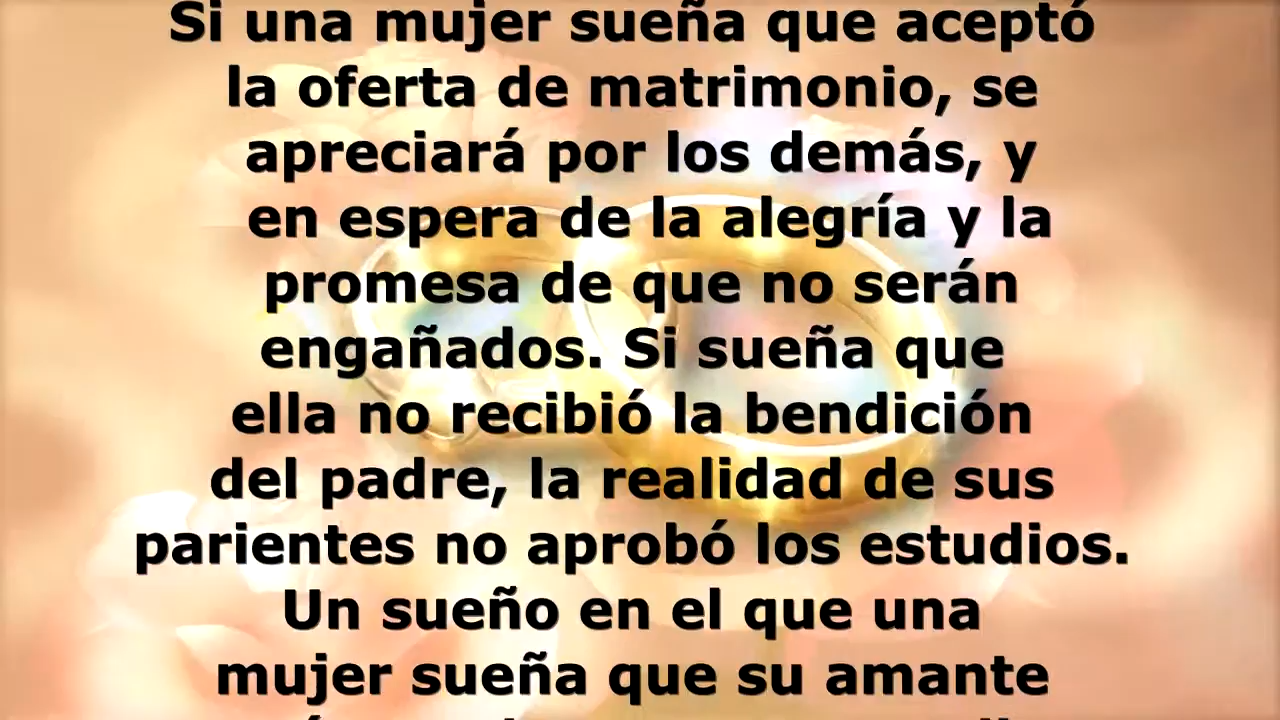 Si una mujer sueña que aceptó
la oferta de matrimonio, se
apreciará por los demás, y
en espera de la alegría y la
promesa de que no serán
engañados. Si sueña que
ella no recibió la bendición
del padre, la realidad de sus
parientes no aprobó los estudios.
Un sueño en el que una
mujer sueña que su amante